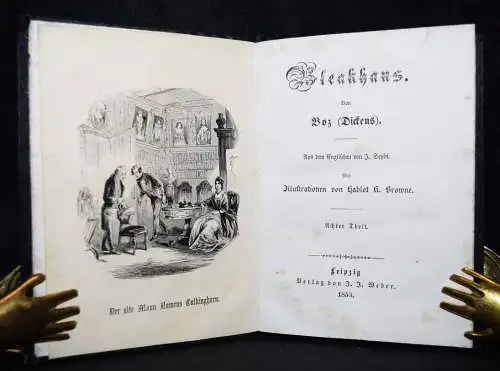 Der alte Mann Namens Tulkinghorn.
Bleakhaus.
Von
Boz (Dickens).
Aus dem Englischen von J. Seybt.
Mit
Illustrationen von Hablot K. Browne.
Achter Theil.
Leipzig
Verlag von J. J. Weber.
1853.